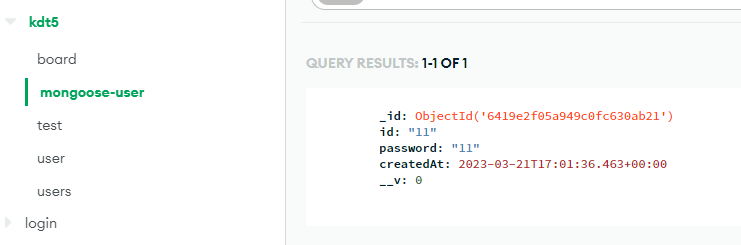 kdt5
board
mongoose-user
test
user
users
login
QUERY RESULTS: 1-1 OF 1
_id: ObjectId('6419e2f05a949c0fc630ab21')
id: "11"
password: "11"
createdAt: 2023-03-21T17:01:36.463+00:00
__v: 0